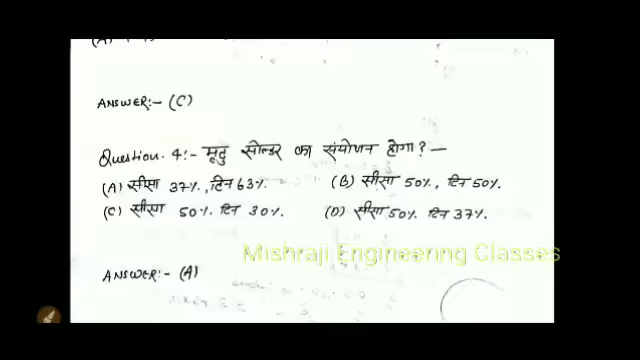 ANSWER:- (C)
Question. 4:- मृदु सोल्डर का संयोजन होगा? —
(A) सीसा 37%, टिन 63%. (B) सीसा 50%, टिन 50%.
(C) सीसा 50%. टिन 30%. (D) सीसा 50%. टिन 37%.
Mishraji Engineering Classes
ANSWER:- (A)